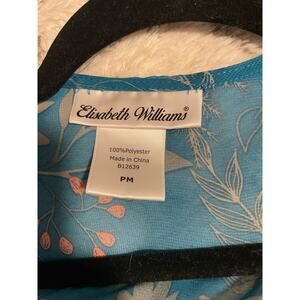 Elisabeth Williams®
100%Polyester
Made in China
B12639
PM